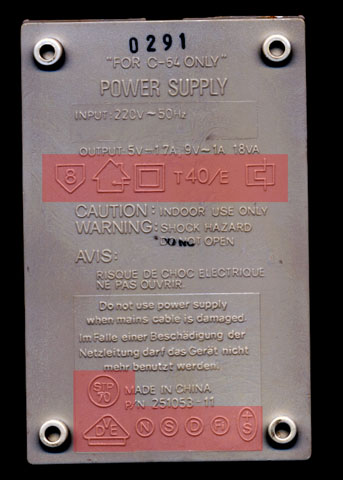 0291
"FOR C-64 ONLY"
POWER SUPPLY
INPUT: 220V~50Hz
OUTPUT: 5V-1.7A, 9V~1A 18VA
8 T40/E
CAUTION: INDOOR USE ONLY
WARNING: SHOCK HAZARD
DO NOT OPEN
AVIS:
RISQUE DE CHOC ELECTRIQUE
NE PAS OUVRIR.
Do not use power supply
when mains cable is damaged.
Im Falle einer Beschädigung der
Netzleitung darf das Gerät nicht
mehr benutzt werden.
STP
70
MADE IN CHINA
P/N 251053-11
VDE N S D FI +S